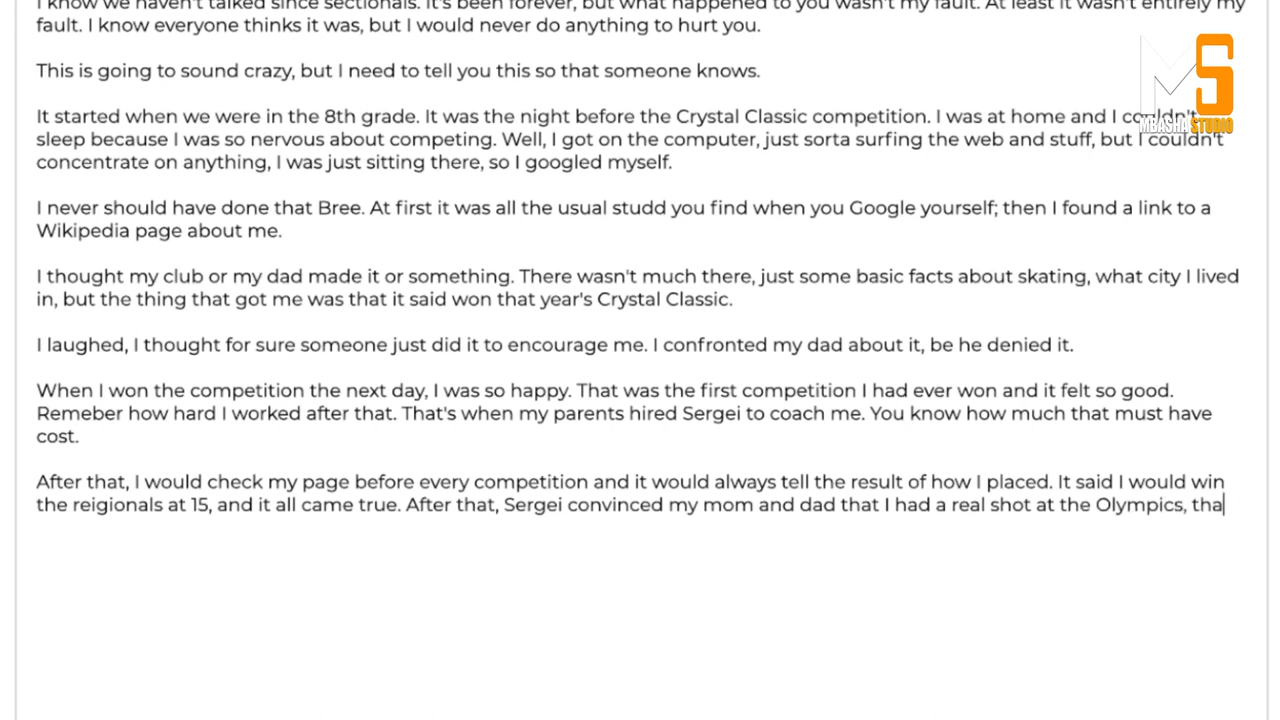 I know we haven't talked since sectionals. It's been forever, but what happened to you wasn't my fault. At least it wasn't entirely my
fault. I know everyone thinks it was, but I would never do anything to hurt you.
This is going to sound crazy, but I need to tell you this so that someone knows.
It started when we were in the 8th grade. It was the night before the Crystal Classic competition. I was at home and I couldn't
sleep because I was so nervous about competing. Well, I got on the computer, just sorta surfing the web and stuff, but I couldn't
concentrate on anything, I was just sitting there, so I googled myself.
I never should have done that Bree. At first it was all the usual studd you find when you Google yourself; then I found a link to a
Wikipedia page about me.
I thought my club or my dad made it or something. There wasn't much there, just some basic facts about skating, what city I lived
in, but the thing that got me was that it said won that year's Crystal Classic.
I laughed, I thought for sure someone just did it to encourage me. I confronted my dad about it, be he denied it.
When I won the competition the next day, I was so happy. That was the first competition I had ever won and it felt so good.
Remeber how hard I worked after that. That's when my parents hired Sergei to coach me. You know how much that must have
cost.
After that, I would check my page before every competition and it would always tell the result of how I placed. It said I would win
the reigionals at 15, and it all came true. After that, Sergei convinced my mom and dad that I had a real shot at the Olympics, tha
MS
MBASHA STUDIO